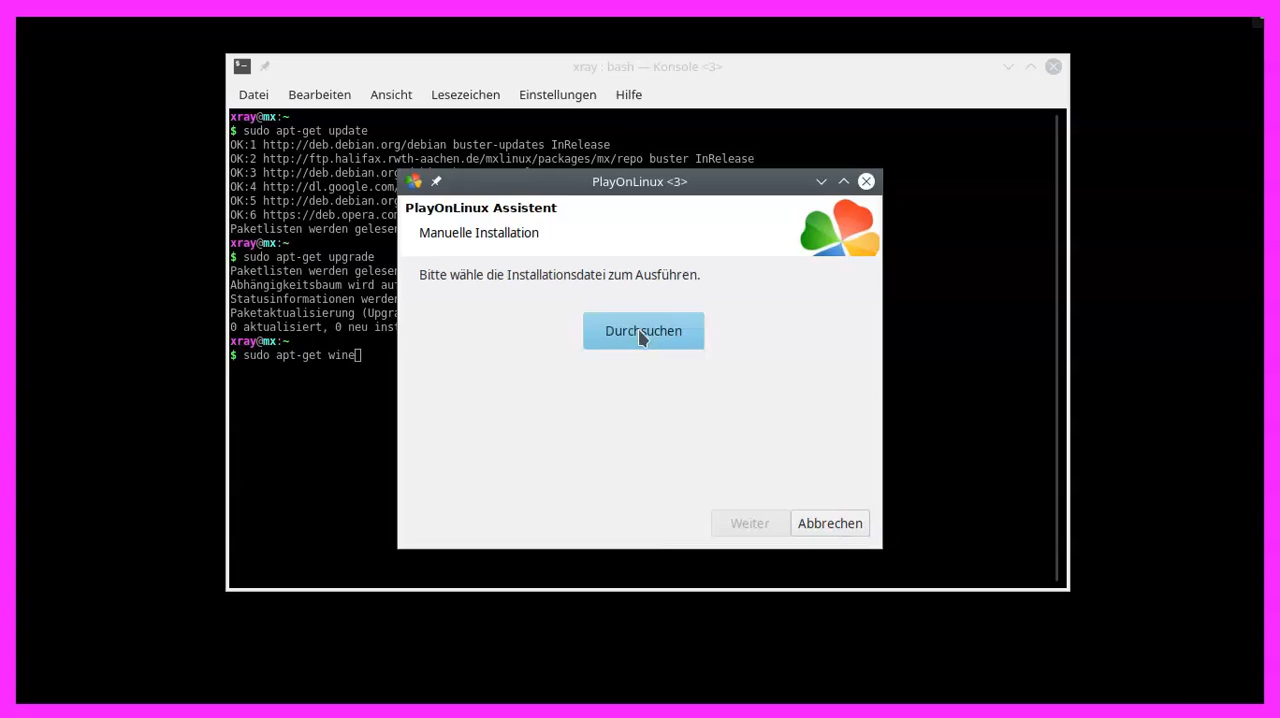 xray : bash — Konsole <3>
Datei Bearbeiten Ansicht Lesezeichen Einstellungen Hilfe
xray@mx:~
$ sudo apt-get update
OK:1 http://deb.debian.org/debian buster-updates InRelease
OK:2 http://ftp.halifax.rwth-aachen.de/mxlinux/packages/mx/repo buster InRelease
OK:3 http://deb.debian.org
OK:4 http://dl.google.com/
OK:5 http://deb.debian.org
OK:6 https://deb.opera.com
Paketlisten werden gelesen
xray@mx:~
$ sudo apt-get upgrade
Paketlisten werden gelesen
Abhängigkeitsbaum wird auf
Statusinformationen werden
Paketaktualisierung (Upgra
0 aktualisiert, 0 neu inst
xray@mx:~
$ sudo apt-get wine
PlayOnLinux <3>
PlayOnLinux Assistent
Manuelle Installation
Bitte wähle die Installationsdatei zum Ausführen.
Durchsuchen
Weiter Abbrechen